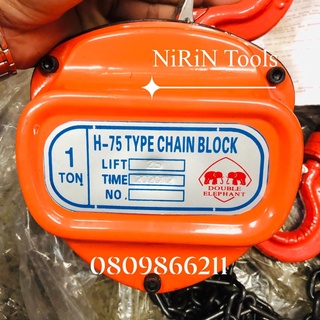 NiRiN Tools
H-75 TYPE CHAIN BLOCK
1
TON
LIFT
TIME
NO.
DOUBLE
ELEPHANT
0809866211